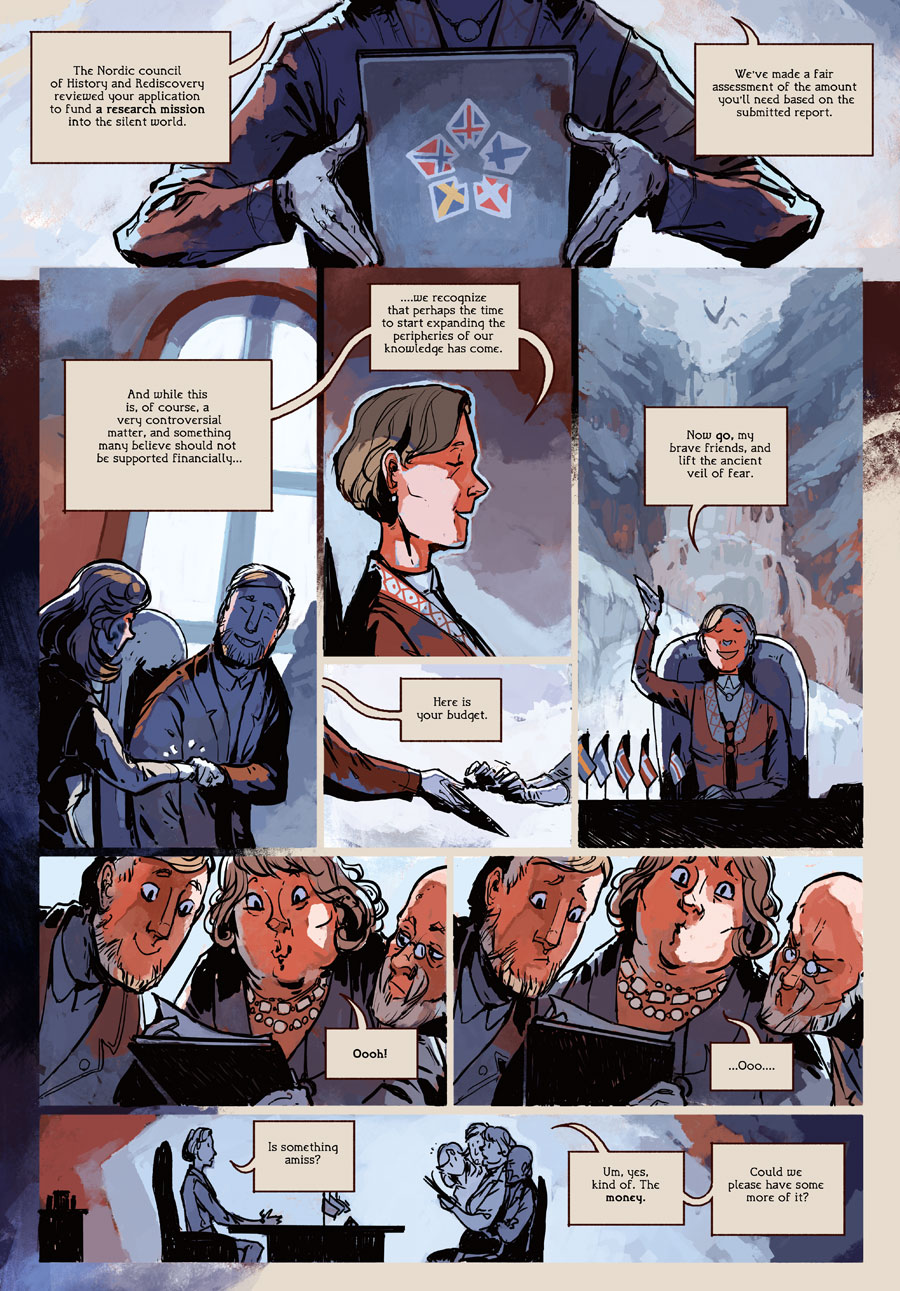 The Nordic council
of History and Rediscovery
reviewed your application
to fund a research mission
into the silent world.
We've made a fair
assessment of the amount
you'll need based on the
submitted report.
And while this
is, of course, a
very controversial
matter, and something
many believe should not
be supported financially...
....we recognize
that perhaps the time
to start expanding the
peripheries of our
knowledge has come.
Here is
your budget.
Now go, my
brave friends, and
lift the ancient
veil of fear.
Oooh!
...Ooo....
Is something
amiss?
Um, yes,
kind of. The
money.
Could we
please have some
more of it?